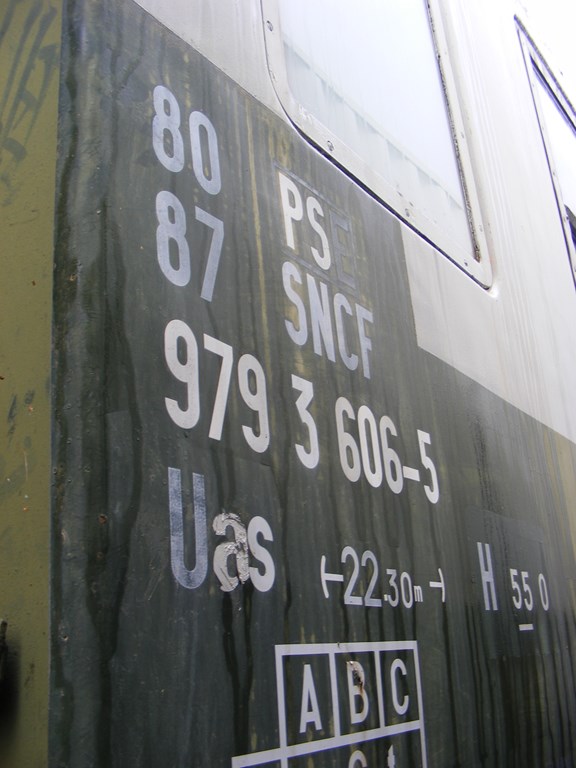 80
87 PSE
SNCF
979 3 606-5
Uas 22.30m H 55 0
A B C